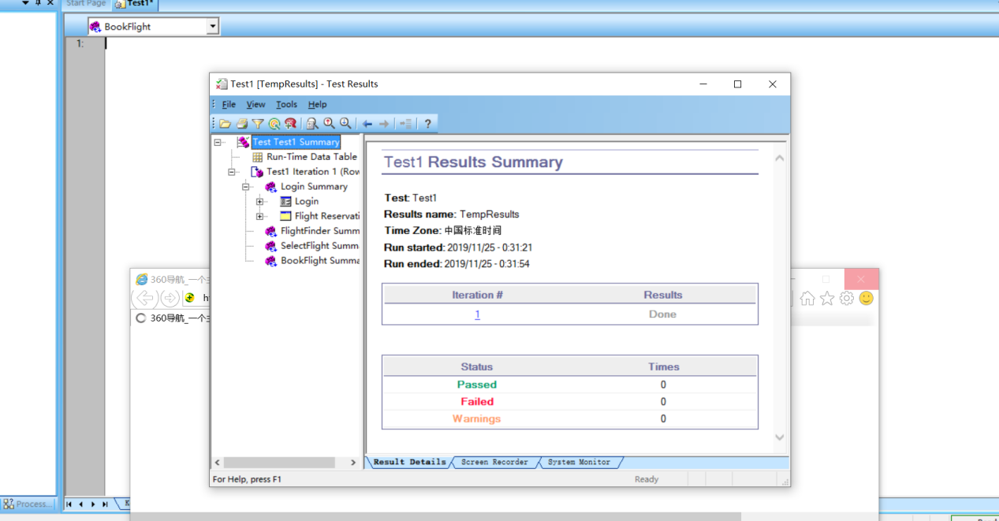 Start Page
Test1*
BookFlight
1:
Test1 [TempResults] - Test Results
File View Tools Help
Test Test1 Summary
Run-Time Data Table
Test1 Iteration 1 (Row
Login Summary
Login
Flight Reservati
FlightFinder Summ
SelectFlight Summ
BookFlight Summa
Test1 Results Summary
Test: Test1
Results name: TempResults
Time Zone: 中国标准时间
Run started: 2019/11/25 - 0:31:21
Run ended: 2019/11/25 - 0:31:54
Iteration # Results
1 Done
Status Times
Passed 0
Failed 0
Warnings 0
Result Details Screen Recorder System Monitor
For Help, press F1 Ready
360导航_一个
360导航_一个
Process...